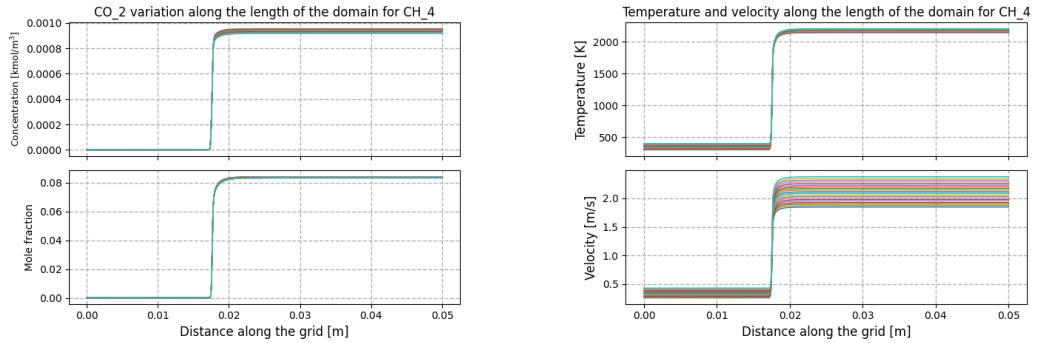 CO_2 variation along the length of the domain for CH_4
0.0010
0.0008
0.0006
0.0004
0.0002
0.0000
Concentration [kmol/m³]
0.08
0.06
0.04
0.02
0.00
Mole fraction
0.00 0.01 0.02 0.03 0.04 0.05
Distance along the grid [m]
Temperature and velocity along the length of the domain for CH_4
2000
1500
1000
500
Temperature [K]
2.0
1.5
1.0
0.5
Velocity [m/s]
0.00 0.01 0.02 0.03 0.04 0.05
Distance along the grid [m]